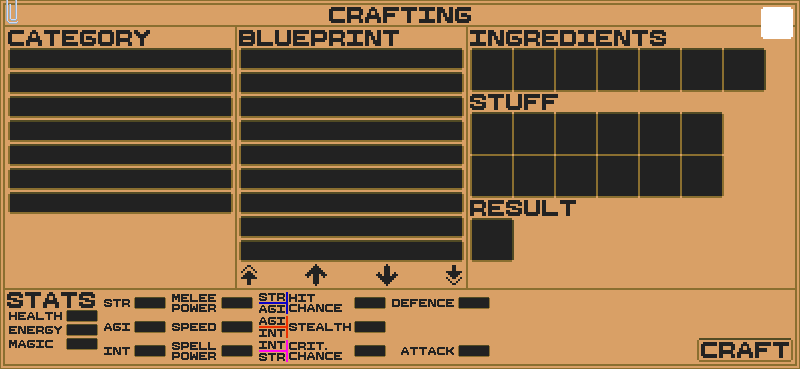 CRAFTING
CATEGORY
BLUEPRINT
INGREDIENTS
STUFF
RESULT
STATS
HEALTH
ENERGY
MAGIC
STR
AGI
INT
MELEE
POWER
SPEED
SPELL
POWER
STR
AGI
HIT
CHANCE
AGI
INT
STEALTH
INT
STR
CRIT.
CHANCE
DEFENCE
ATTACK
CRAFT